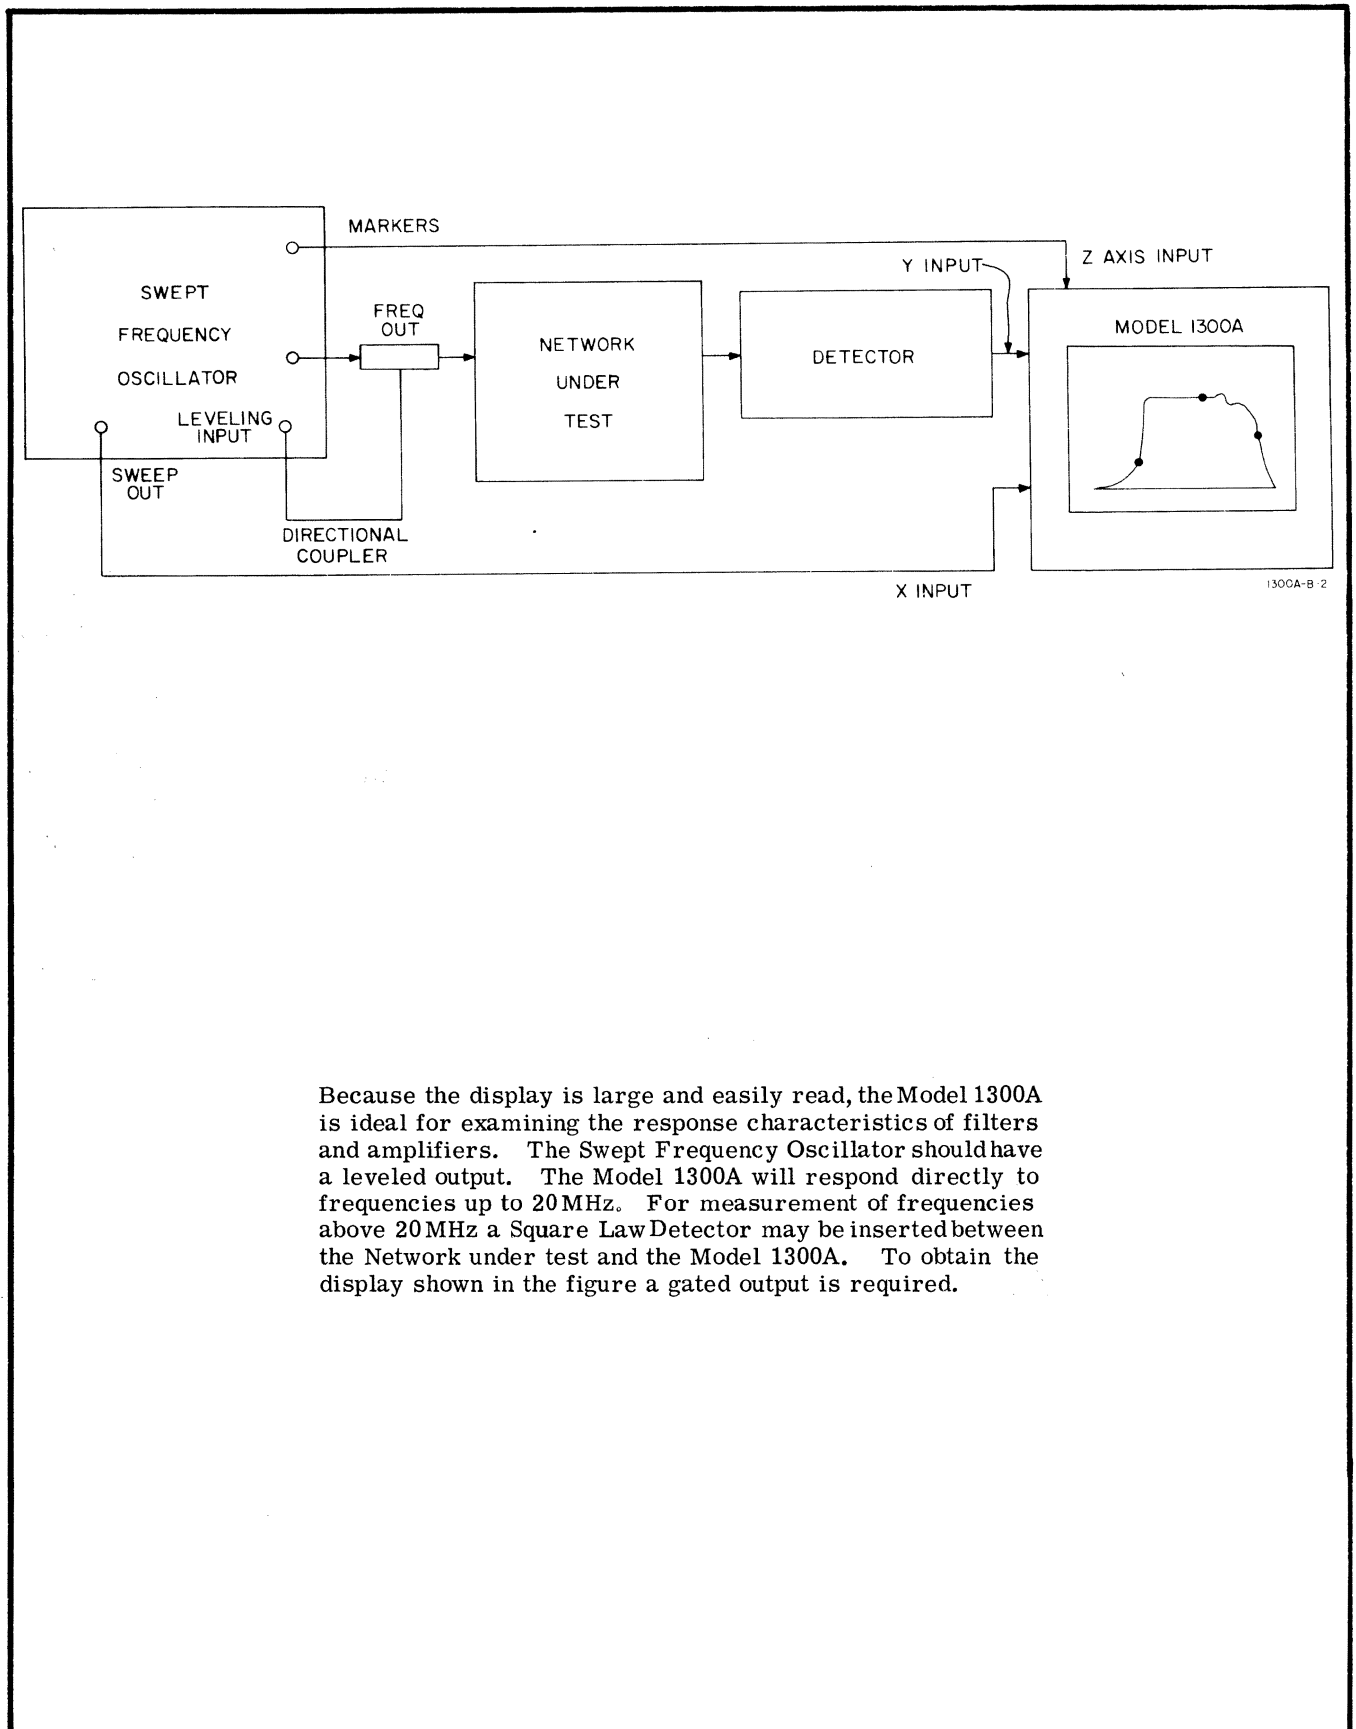 MARKERS
Z AXIS INPUT
Y INPUT
SWEPT
FREQUENCY
OSCILLATOR
FREQ
OUT
NETWORK
UNDER
TEST
DETECTOR
MODEL 1300A
LEVELING
INPUT
SWEEP
OUT
DIRECTIONAL
COUPLER
X INPUT
1300A-B-2
Because the display is large and easily read, the Model 1300A
is ideal for examining the response characteristics of filters
and amplifiers. The Swept Frequency Oscillator should have
a leveled output. The Model 1300A will respond directly to
frequencies up to 20 MHz. For measurement of frequencies
above 20 MHz a Square Law Detector may be inserted between
the Network under test and the Model 1300A. To obtain the
display shown in the figure a gated output is required.